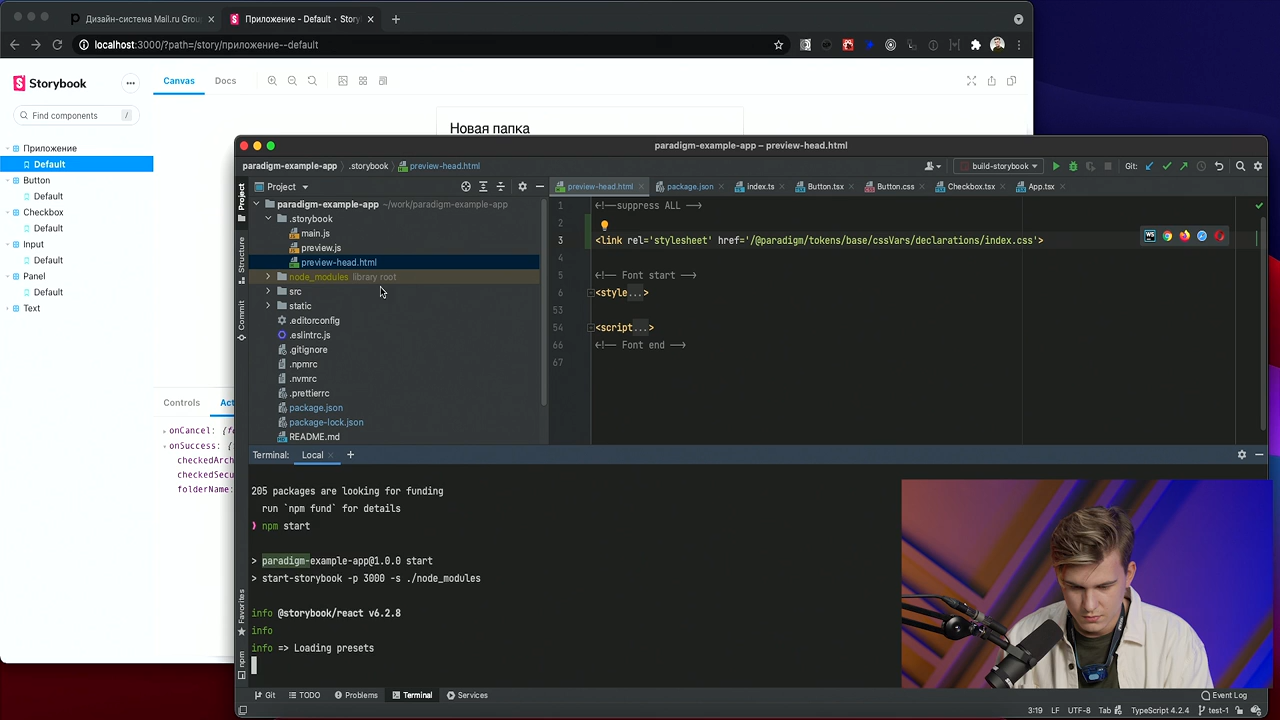 Дизайн-система Mail.ru Grou
Приложение - Default · Story
localhost:3000/?path=/story/приложение--default
Storybook
Canvas
Docs
Find components
/
Приложение
Default
Button
Default
Checkbox
Default
Input
Default
Panel
Default
Text
Новая папка
Controls
Act
onCancel:
onSuccess:
checkedArch
checkedSecu
folderName:
paradigm-example-app – preview-head.html
paradigm-example-app
.storybook
preview-head.html
build-storybook
Git:
Project
preview-head.html
package.json
index.ts
Button.tsx
Button.css
Checkbox.tsx
App.tsx
Project
Structure
Commit
Favorites
npm
paradigm-example-app ~/work/paradigm-example-app
.storybook
main.js
preview.js
preview-head.html
node_modules library root
src
static
.editorconfig
.eslintrc.js
.gitignore
.npmrc
.nvmrc
.prettierrc
package.json
package-lock.json
README.md
1 <!--suppress ALL -->
2
3 <link rel='stylesheet' href='/@paradigm/tokens/base/cssVars/declarations/index.css'>
4
5 <!-- Font start -->
6 <style...>
53
54 <script...>
66 <!-- Font end -->
67
Terminal:
Local
205 packages are looking for funding
run `npm fund` for details
❯ npm start
> paradigm-example-app@1.0.0 start
> start-storybook -p 3000 -s ./node_modules
info @storybook/react v6.2.8
info
info => Loading presets
Git
TODO
Problems
Terminal
Services
Event Log
3:19
LF
UTF-8
Tab
TypeScript 4.2.4
test-1